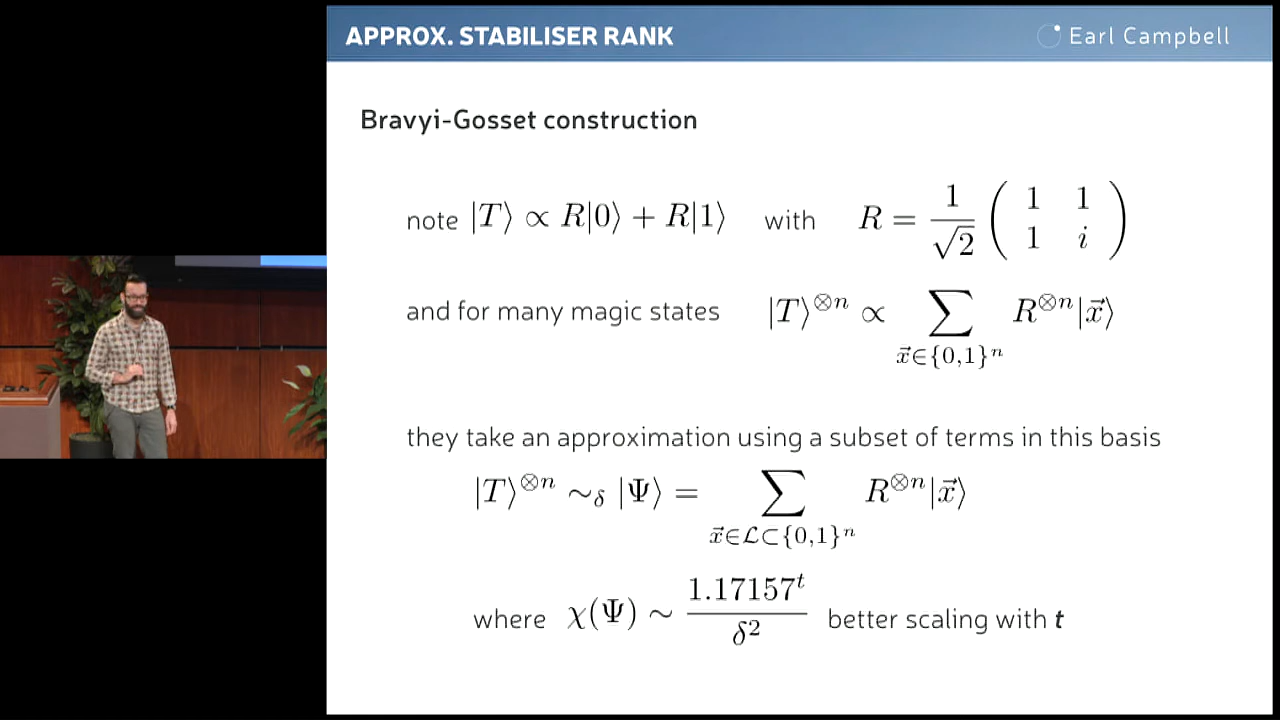 APPROX. STABILISER RANK
Earl Campbell
Bravyi-Gosset construction
note |T⟩ ∝ R|0⟩ + R|1⟩ with R = 1/√2 ( 1 1 ; 1 i )
and for many magic states |T⟩^{⊗n} ∝ ∑_{x⃗∈{0,1}^n} R^{⊗n}|x⃗⟩
they take an approximation using a subset of terms in this basis
|T⟩^{⊗n} ∼_δ |Ψ⟩ = ∑_{x⃗∈ℒ⊂{0,1}^n} R^{⊗n}|x⃗⟩
where χ(Ψ) ∼ 1.17157^t / δ^2 better scaling with t